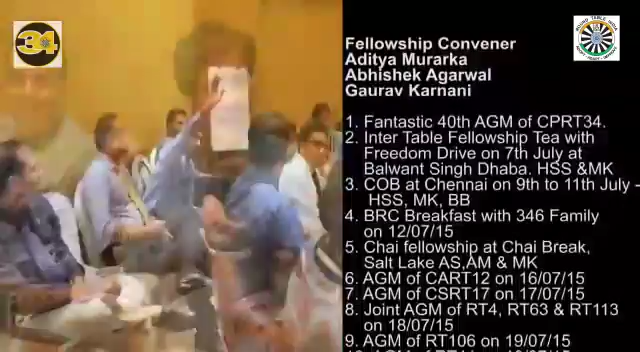 34
Fellowship Convener
Aditya Murarka
Abhishek Agarwal
Gaurav Karnani
1. Fantastic 40th AGM of CPRT34.
2. Inter Table Fellowship Tea with
Freedom Drive on 7th July at
Balwant Singh Dhaba. HSS &MK
3. COB at Chennai on 9th to 11th July -
HSS, MK, BB
4. BRC Breakfast with 346 Family
on 12/07/15
5. Chai fellowship at Chai Break,
Salt Lake AS,AM & MK
6. AGM of CART12 on 16/07/15
7. AGM of CSRT17 on 17/07/15
8. Joint AGM of RT4, RT63 & RT113
on 18/07/15
9. AGM of RT106 on 19/07/15